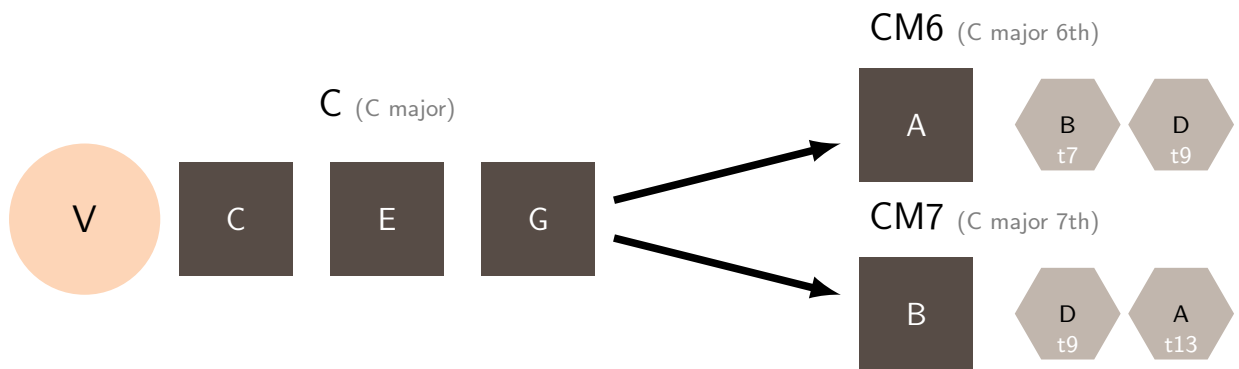 CM6 (C major 6th)
C (C major)
V
C
E
G
A
B
t7
D
t9
CM7 (C major 7th)
B
D
t9
A
t13